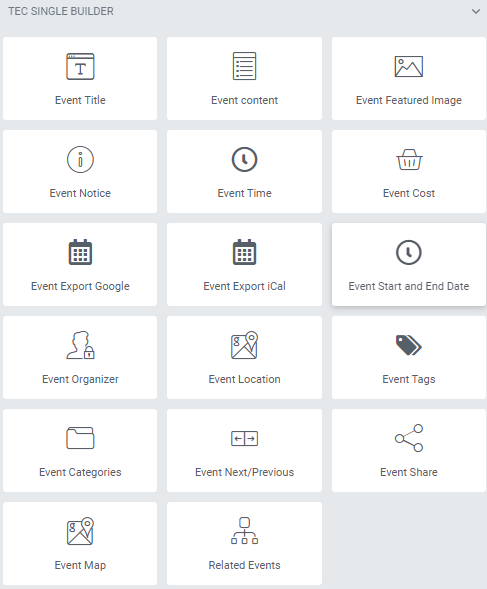 TEC SINGLE BUILDER
Event Title
Event content
Event Featured Image
Event Notice
Event Time
Event Cost
Event Export Google
Event Export iCal
Event Start and End Date
Event Organizer
Event Location
Event Tags
Event Categories
Event Next/Previous
Event Share
Event Map
Related Events